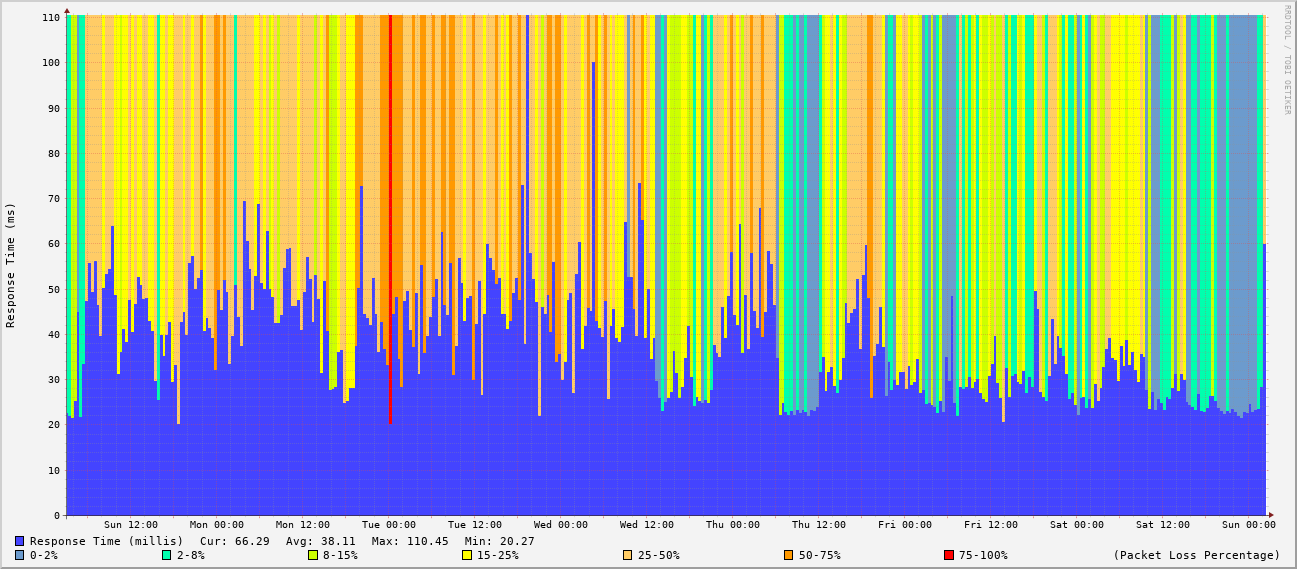 RRDTOOL / TOBI OETIKER
Response Time (ms)
110
100
90
80
70
60
50
40
30
20
10
0
Sun 12:00 Mon 00:00 Mon 12:00 Tue 00:00 Tue 12:00 Wed 00:00 Wed 12:00 Thu 00:00 Thu 12:00 Fri 00:00 Fri 12:00 Sat 00:00 Sat 12:00 Sun 00:00
Response Time (millis) Cur: 66.29 Avg: 38.11 Max: 110.45 Min: 20.27
0-2% 2-8% 8-15% 15-25% 25-50% 50-75% 75-100% (Packet Loss Percentage)